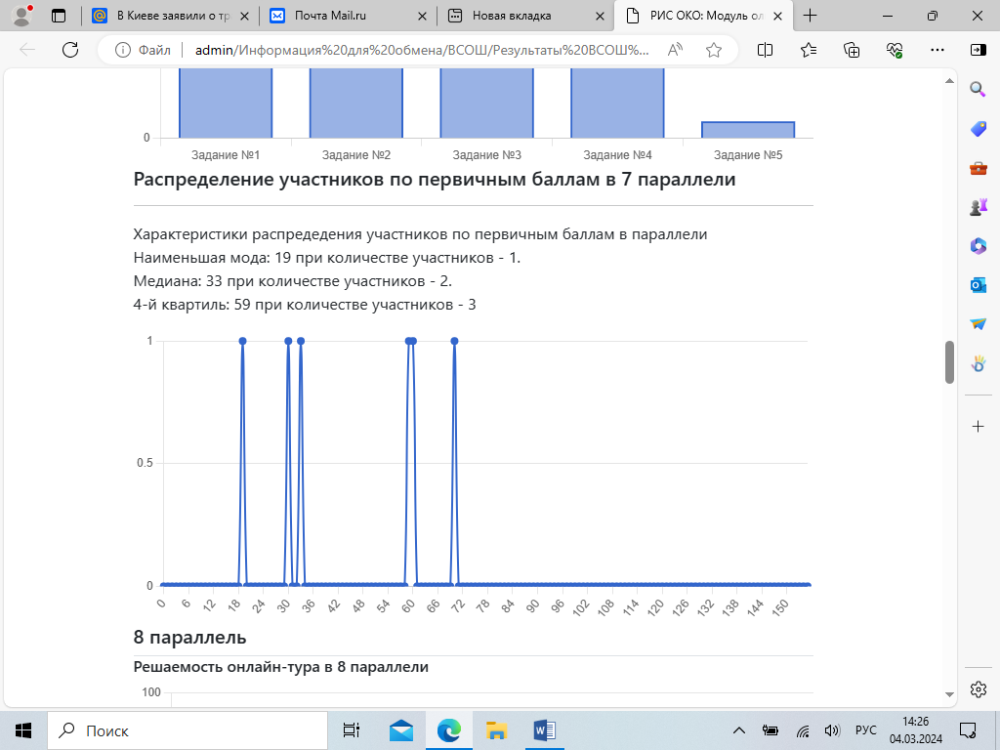 В Киеве заявили о тр
Почта Mail.ru
Новая вкладка
РИС ОКО: Модуль ол
Файл
admin/Информация%20для%20обмена/ВСОШ/Результаты%20ВСОШ%...
0
Задание №1 Задание №2 Задание №3 Задание №4 Задание №5
Распределение участников по первичным баллам в 7 параллели
Характеристики распредедения участников по первичным баллам в параллели
Наименьшая мода: 19 при количестве участников - 1.
Медиана: 33 при количестве участников - 2.
4-й квартиль: 59 при количестве участников - 3
1
0.5
0
0 6 12 18 24 30 36 42 48 54 60 66 72 78 84 90 96 102 108 114 120 126 132 138 144 150
8 параллель
Решаемость онлайн-тура в 8 параллели
100
Поиск
РУС
14:26
04.03.2024